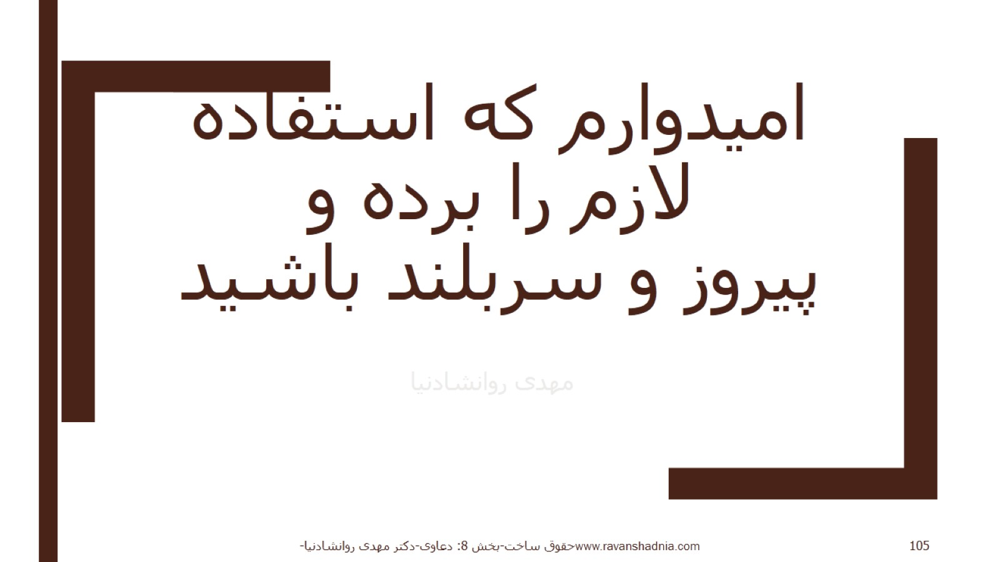 امیدوارم که استفاده
لازم را برده و
پیروز و سربلند باشید
مهدی روانشادنیا
حقوق ساخت-بخش 8: دعاوی-دکتر مهدی روانشادنیا-www.ravanshadnia.com
105